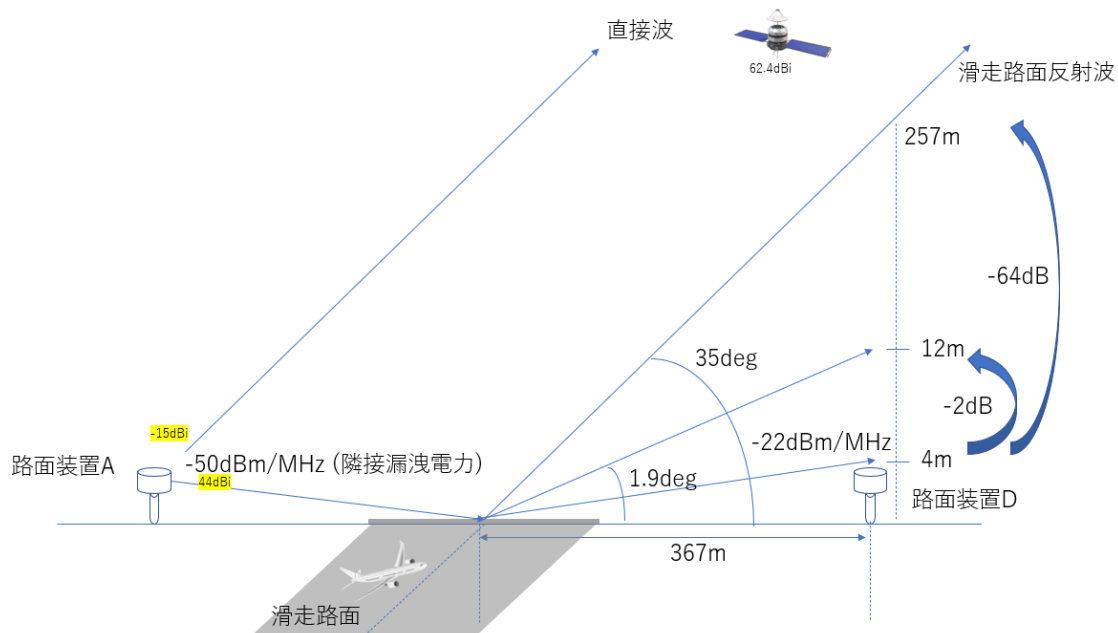 直接波
62.4dBi
滑走路面反射波
257m
-64dB
35deg
12m
-2dB
-15dBi
-22dBm/MHz
路面装置A
-50dBm/MHz (隣接漏洩電力)
4m
44dBi
1.9deg
路面装置D
367m
滑走路面